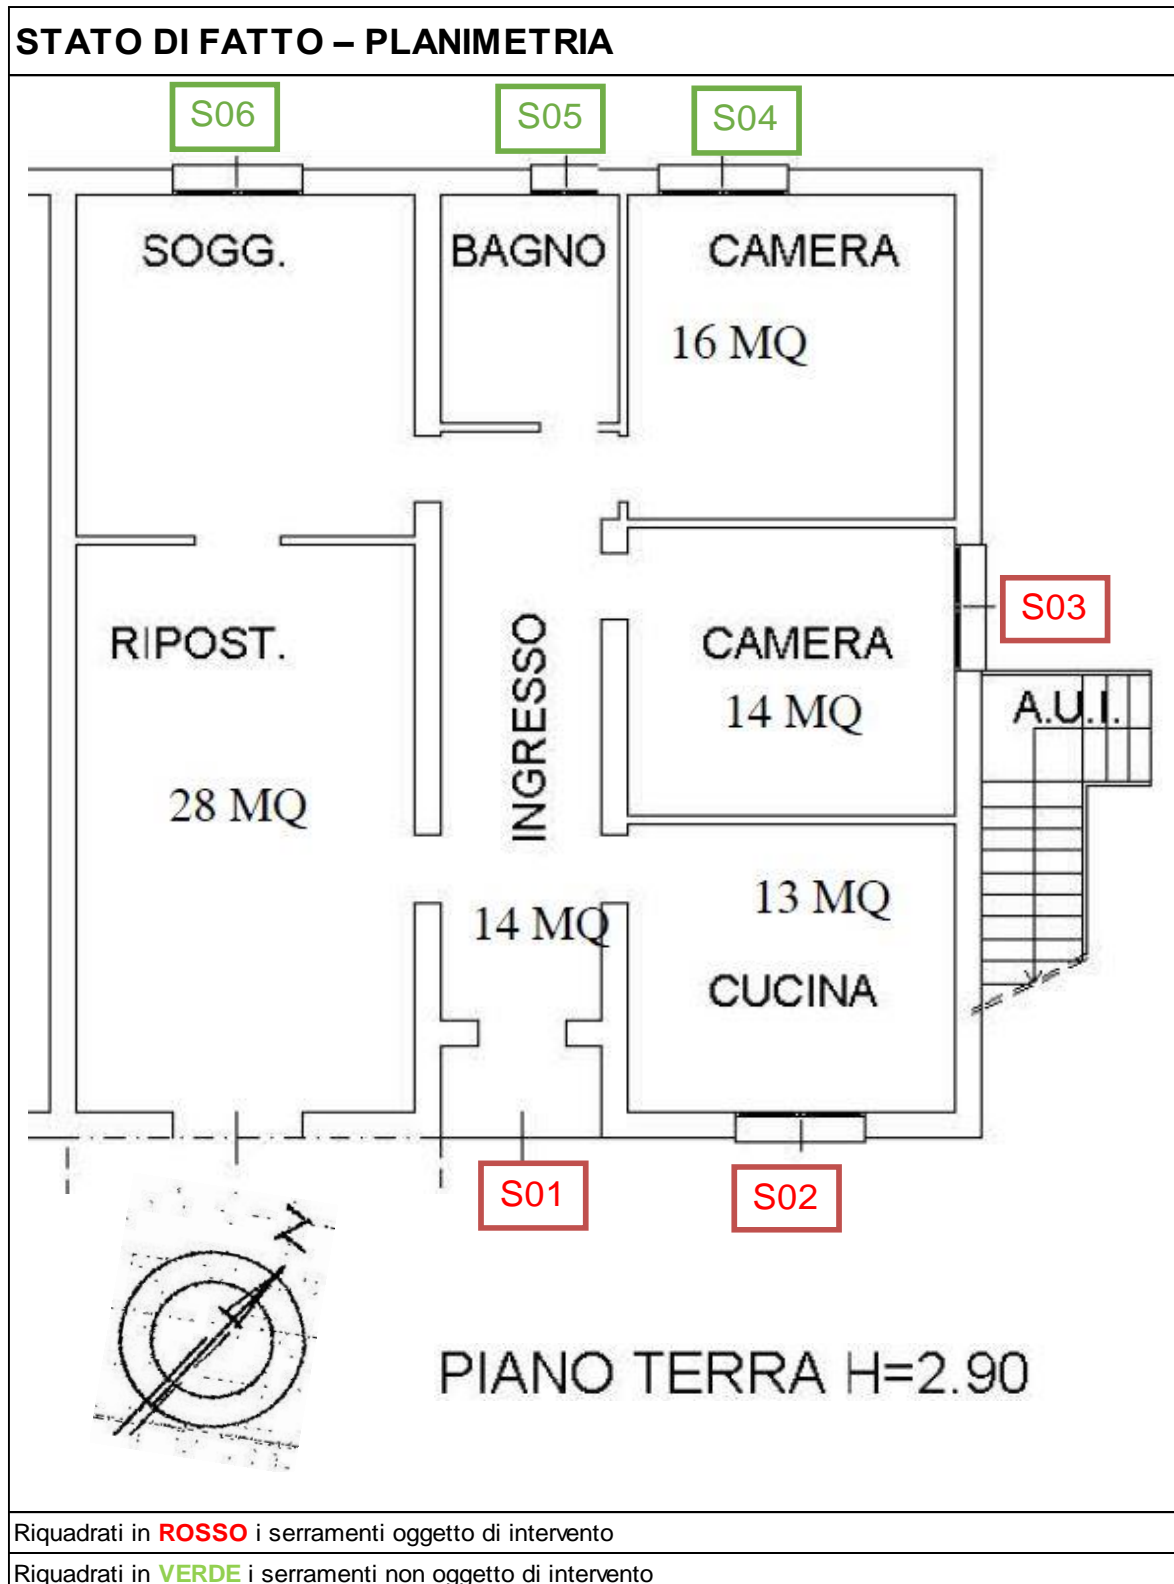 STATO DI FATTO – PLANIMETRIA
S06 S05 S04
SOGG. BAGNO CAMERA
16 MQ
S03
RIPOST. INGRESSO CAMERA
14 MQ A.U.I.
28 MQ
13 MQ
14 MQ
CUCINA
S01 S02
N
PIANO TERRA H=2.90
Riquadrati in ROSSO i serramenti oggetto di intervento
Riquadrati in VERDE i serramenti non oggetto di intervento